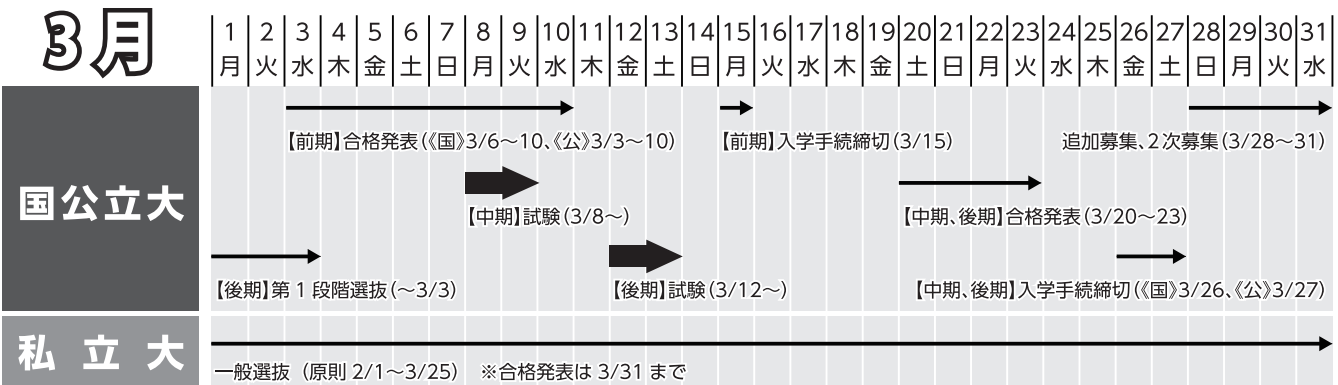 3月
1 2 3 4 5 6 7 8 9 10 11 12 13 14 15 16 17 18 19 20 21 22 23 24 25 26 27 28 29 30 31
月 火 水 木 金 土 日 月 火 水 木 金 土 日 月 火 水 木 金 土 日 月 火 水 木 金 土 日 月 火 水
国公立大
【前期】合格発表(《国》3/6〜10、《公》3/3〜10)
【前期】入学手続締切(3/15)
追加募集、2次募集(3/28〜31)
【中期】試験(3/8〜)
【中期、後期】合格発表(3/20〜23)
【後期】第1段階選抜(〜3/3)
【後期】試験(3/12〜)
【中期、後期】入学手続締切(《国》3/26、《公》3/27)
私立大
一般選抜(原則 2/1〜3/25) ※合格発表は 3/31 まで